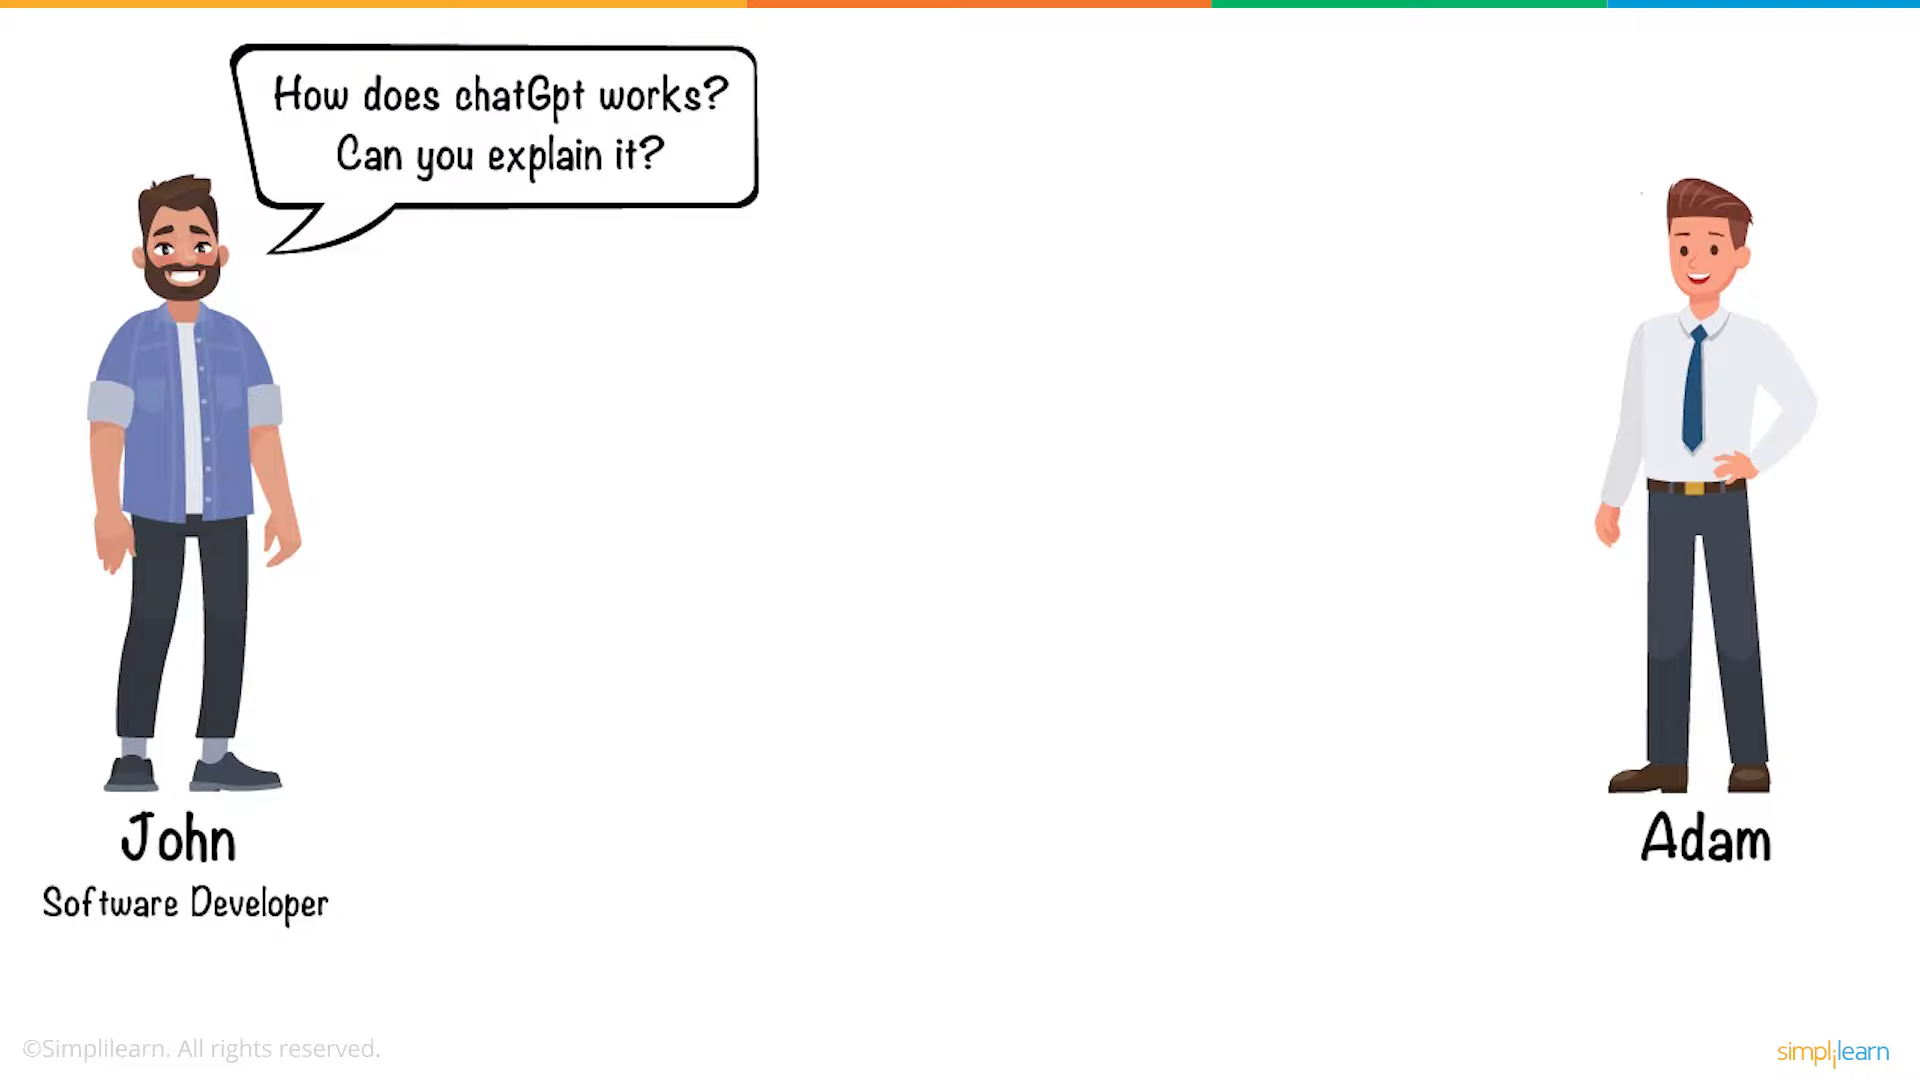 How does chatGpt works?
Can you explain it?
John
Software Developer
Adam
©Simplilearn. All rights reserved.
simplilearn